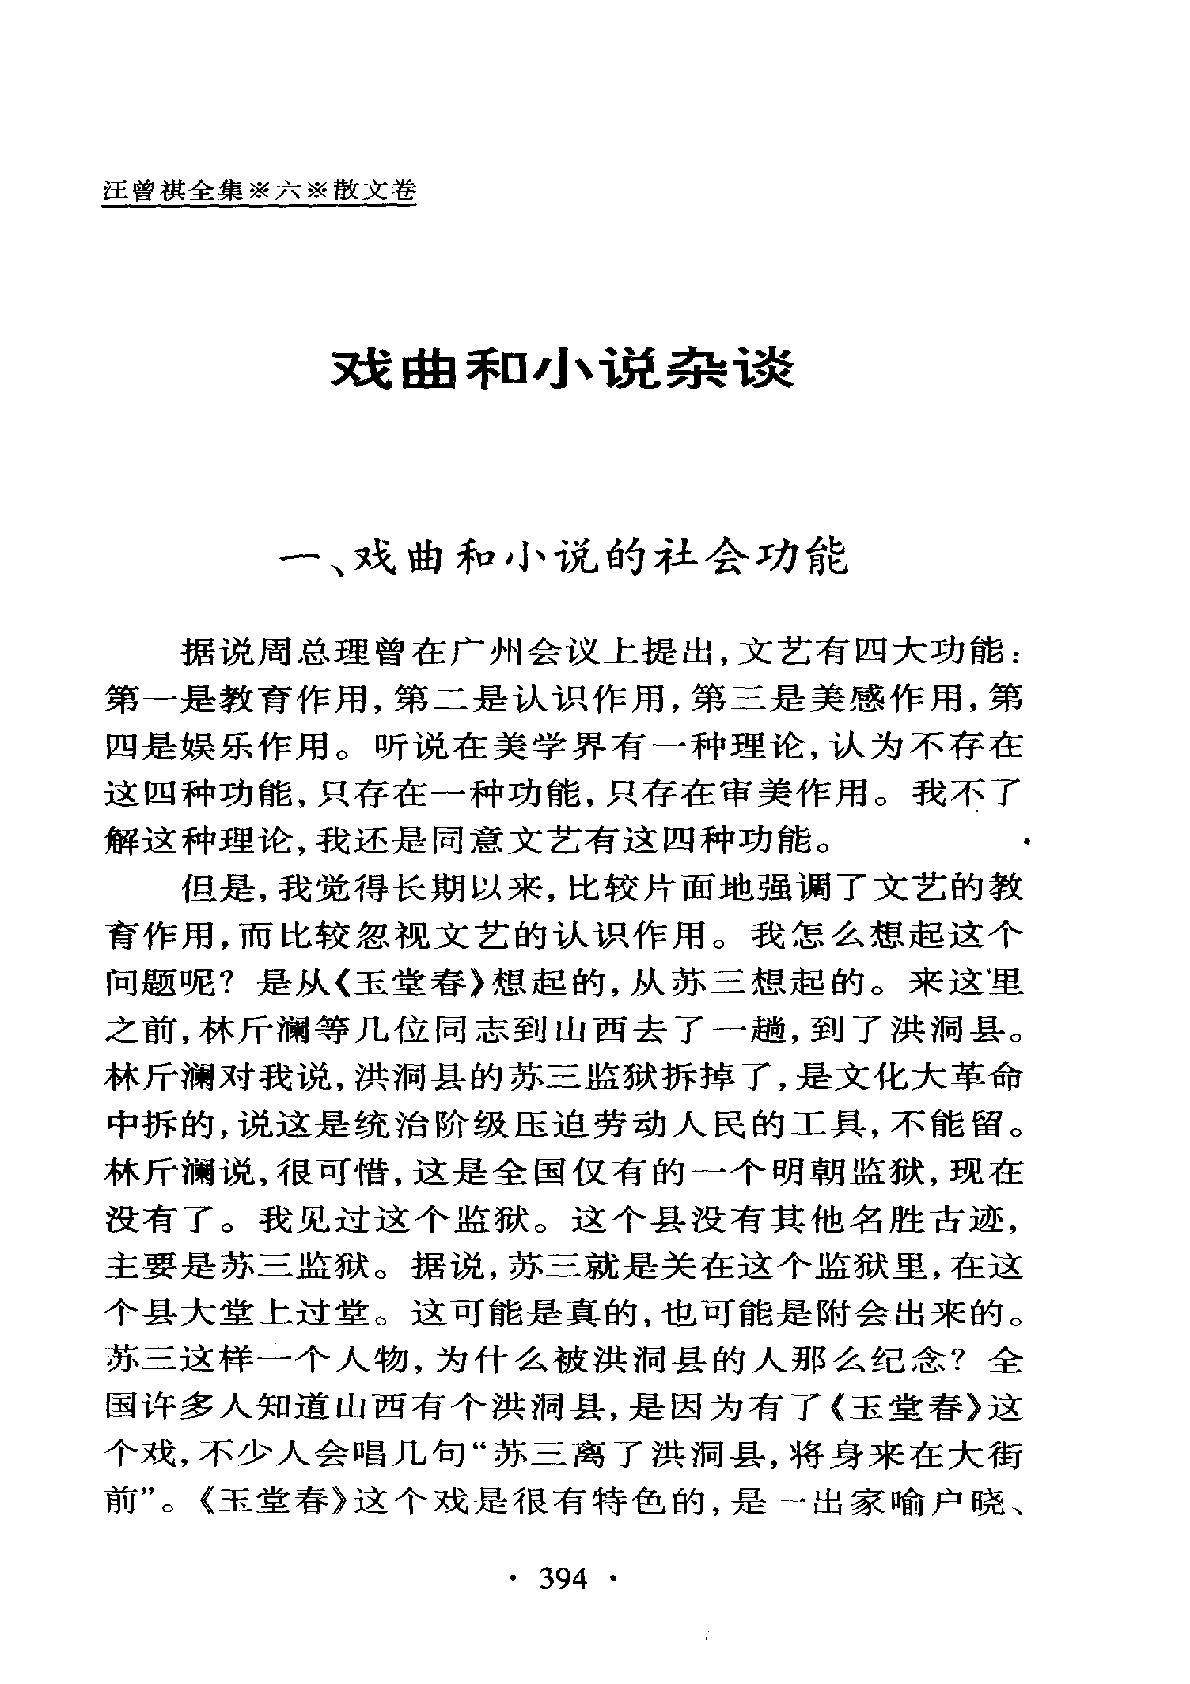 汪曾祺全集※六※散文卷
戏曲和小说杂谈
一、戏曲和小说的社会功能
据说周总理曾在广州会议上提出,文艺有四大功能:
第一是教育作用,第二是认识作用,第三是美感作用,第
四是娱乐作用。听说在美学界有一种理论,认为不存在
这四种功能,只存在一种功能,只存在审美作用。我不了
解这种理论,我还是同意文艺有这四种功能。
但是,我觉得长期以来,比较片面地强调了文艺的教
育作用,而比较忽视文艺的认识作用。我怎么想起这个
问题呢?是从《玉堂春》想起的,从苏三想起的。来这里
之前,林斤澜等几位同志到山西去了一趟,到了洪洞县。
林斤澜对我说,洪洞县的苏三监狱拆掉了,是文化大革命
中拆的,说这是统治阶级压迫劳动人民的工具,不能留。
林斤澜说,很可惜,这是全国仅有的一个明朝监狱,现在
没有了。我见过这个监狱。这个县没有其他名胜古迹,
主要是苏三监狱。据说,苏三就是关在这个监狱里,在这
个县大堂上过堂。这可能是真的,也可能是附会出来的。
苏三这样一个人物,为什么被洪洞县的人那么纪念?全
国许多人知道山西有个洪洞县,是因为有了《玉堂春》这
个戏,不少人会唱几句“苏三离了洪洞县,将身来在大街
前”。《玉堂春》这个戏是很有特色的,是一出家喻户晓、
· 394 ·